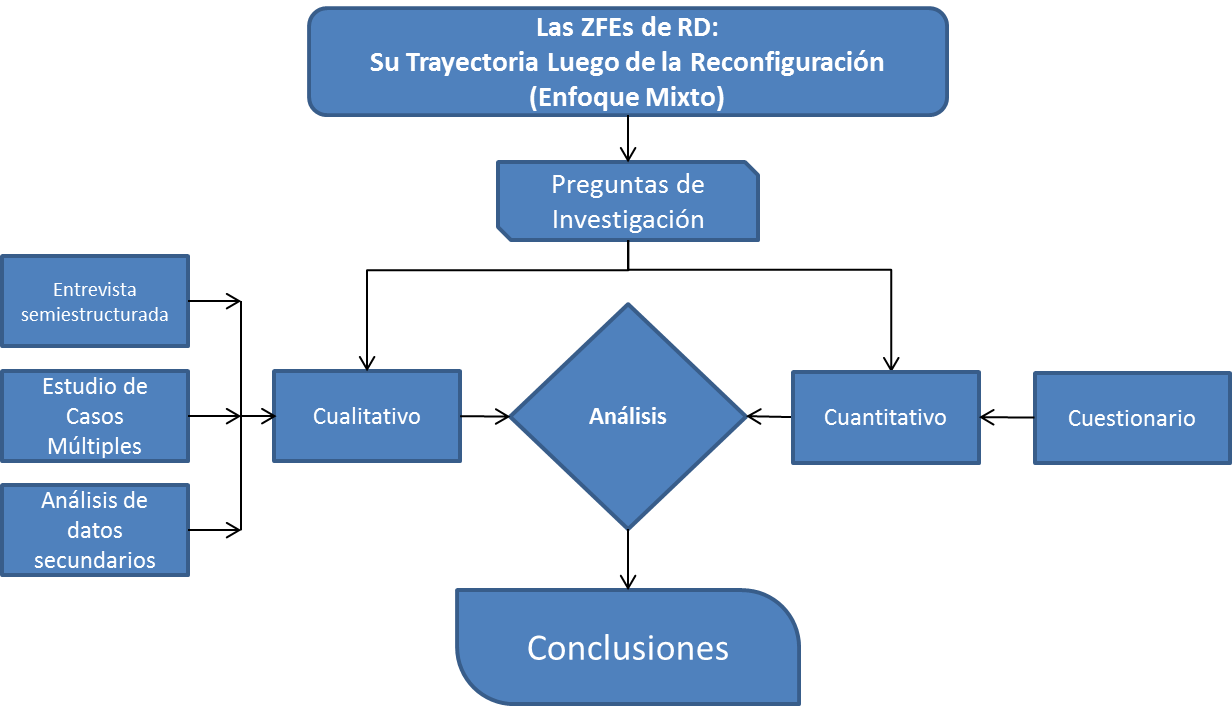 Las ZFEs de RD:
Su Trayectoria Luego de la Reconfiguración
(Enfoque Mixto)
Preguntas de
Investigación
Entrevista
semiestructurada
Estudio de
Casos
Múltiples
Análisis de
datos
secundarios
Cualitativo
Análisis
Cuantitativo
Cuestionario
Conclusiones